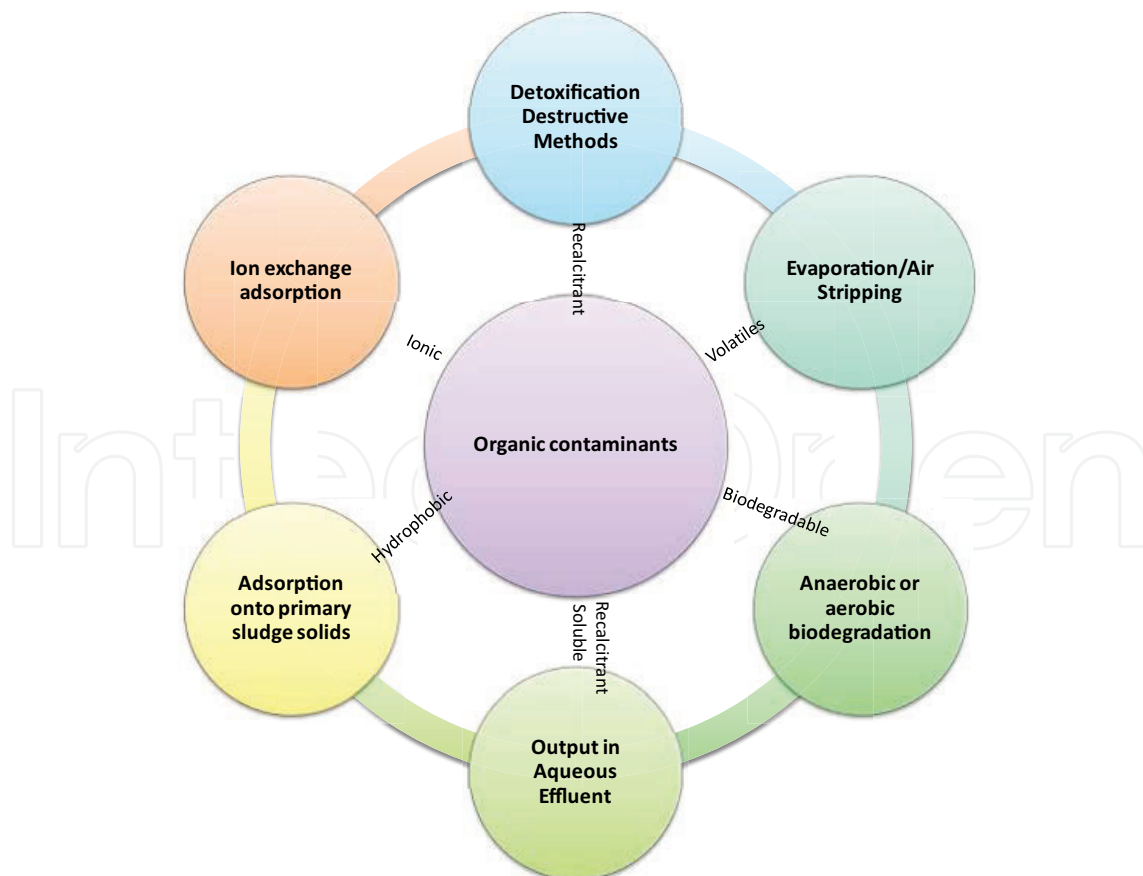 Detoxification
Destructive
Methods
Recalcitrant
Ion exchange
adsorption
Evaporation/Air
Stripping
Ionic
Volatiles
Organic contaminants
Hydrophobic
Biodegradable
Adsorption
onto primary
sludge solids
Anaerobic or
aerobic
biodegradation
Recalcitrant
Soluble
Output in
Aqueous
Effluent